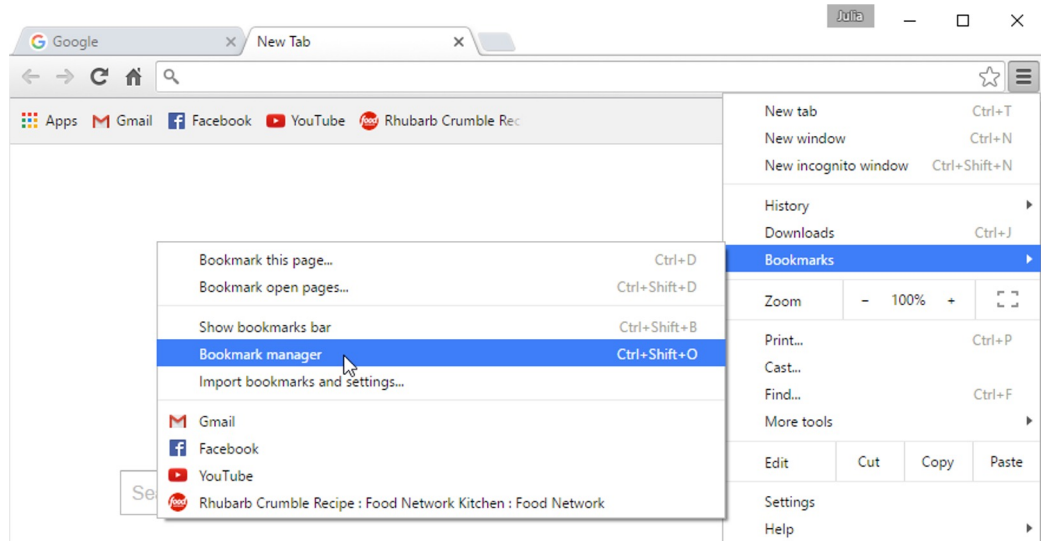 Julia
Google
New Tab
Apps Gmail Facebook YouTube Rhubarb Crumble Rec
New tab Ctrl+T
New window Ctrl+N
New incognito window Ctrl+Shift+N
History
Downloads Ctrl+J
Bookmarks
Zoom - 100% +
Print... Ctrl+P
Cast...
Find... Ctrl+F
More tools
Edit Cut Copy Paste
Settings
Help
Bookmark this page... Ctrl+D
Bookmark open pages... Ctrl+Shift+D
Show bookmarks bar Ctrl+Shift+B
Bookmark manager Ctrl+Shift+O
Import bookmarks and settings...
Gmail
Facebook
YouTube
food Rhubarb Crumble Recipe : Food Network Kitchen : Food Network
Sea